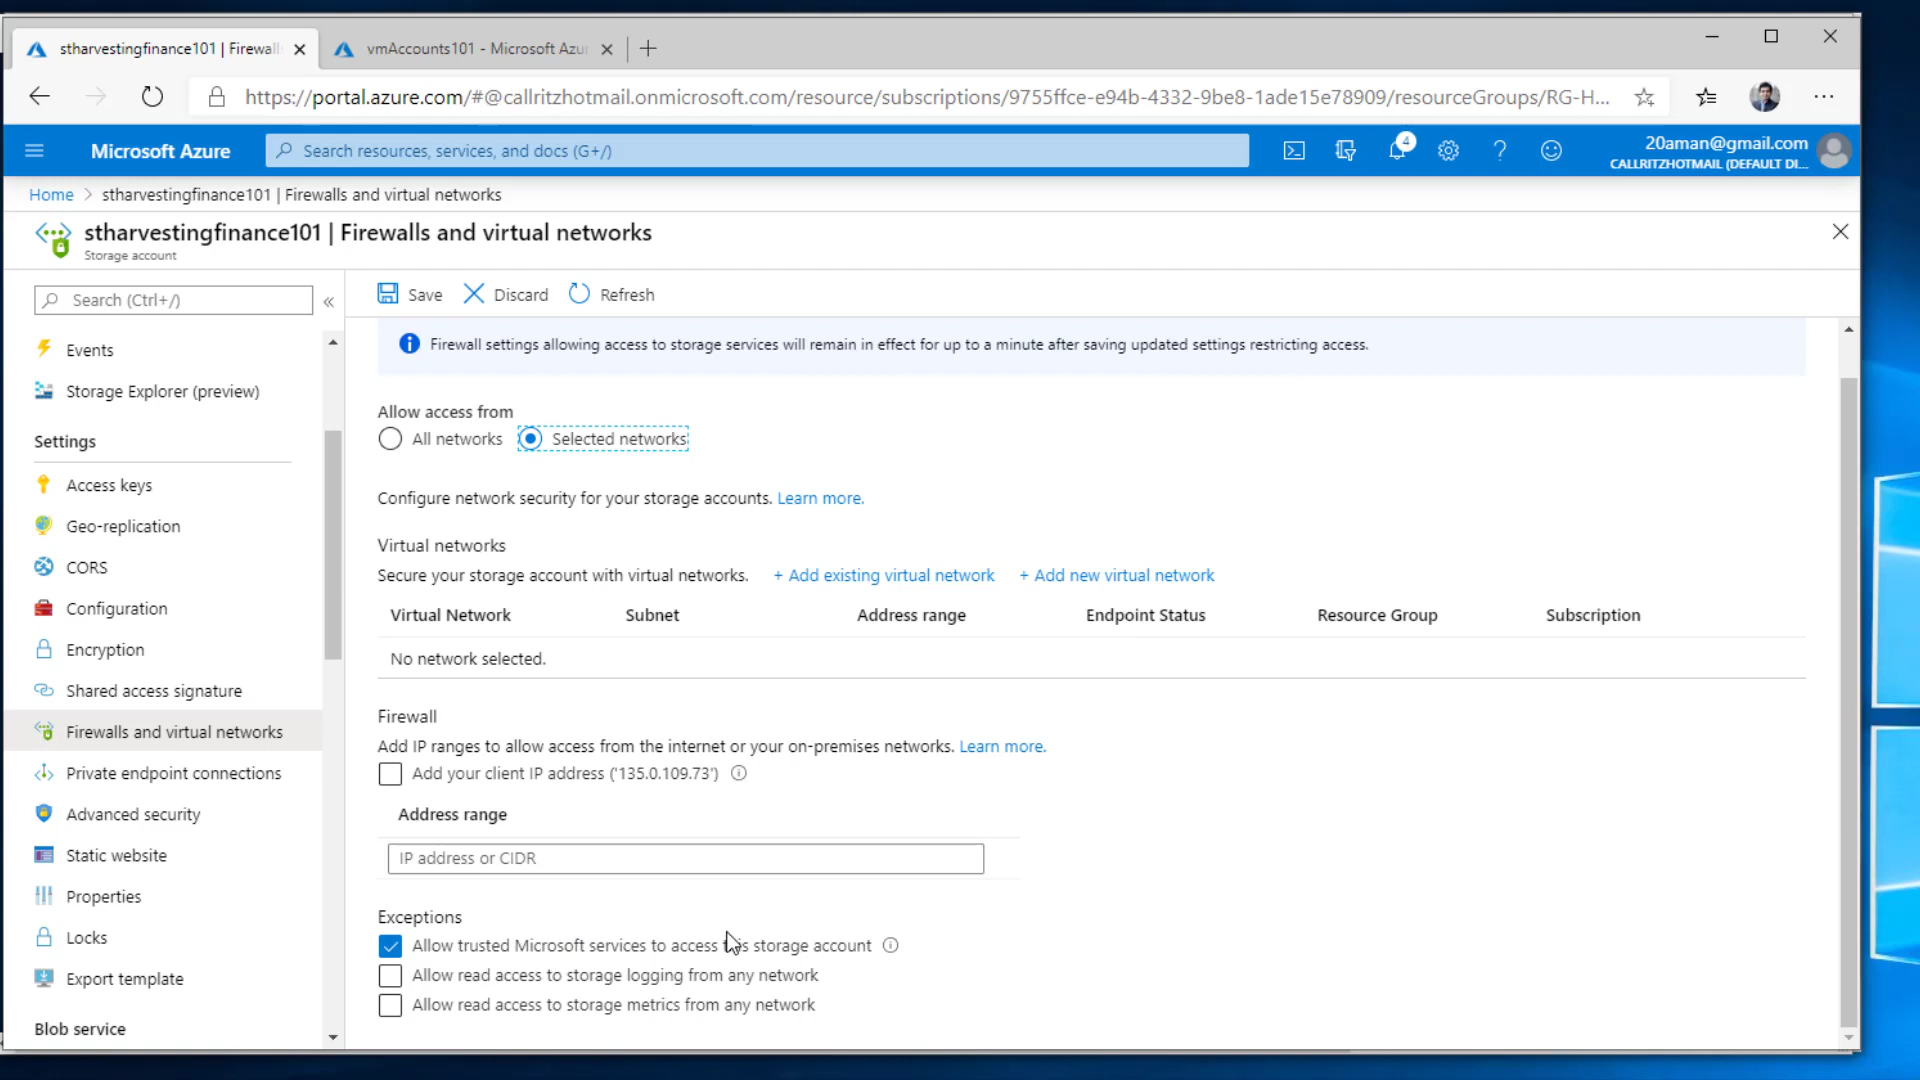 stharvestingfinance101 | Firewall
vmAccounts101 - Microsoft Azu
https://portal.azure.com/#@callritzhotmail.onmicrosoft.com/resource/subscriptions/9755ffce-e94b-4332-9be8-1ade15e78909/resourceGroups/RG-H...
Microsoft Azure
Search resources, services, and docs (G+/)
4
20aman@gmail.com
CALLRITZHOTMAIL (DEFAULT DI...
Home > stharvestingfinance101 | Firewalls and virtual networks
stharvestingfinance101 | Firewalls and virtual networks
Storage account
Search (Ctrl+/)
«
Events
Storage Explorer (preview)
Settings
Access keys
Geo-replication
CORS
Configuration
Encryption
Shared access signature
Firewalls and virtual networks
Private endpoint connections
Advanced security
Static website
Properties
Locks
Export template
Blob service
Save
Discard
Refresh
Firewall settings allowing access to storage services will remain in effect for up to a minute after saving updated settings restricting access.
Allow access from
All networks
Selected networks
Configure network security for your storage accounts. Learn more.
Virtual networks
Secure your storage account with virtual networks. + Add existing virtual network + Add new virtual network
Virtual Network Subnet Address range Endpoint Status Resource Group Subscription
No network selected.
Firewall
Add IP ranges to allow access from the internet or your on-premises networks. Learn more.
Add your client IP address ('135.0.109.73')
Address range
IP address or CIDR
Exceptions
Allow trusted Microsoft services to access this storage account
Allow read access to storage logging from any network
Allow read access to storage metrics from any network